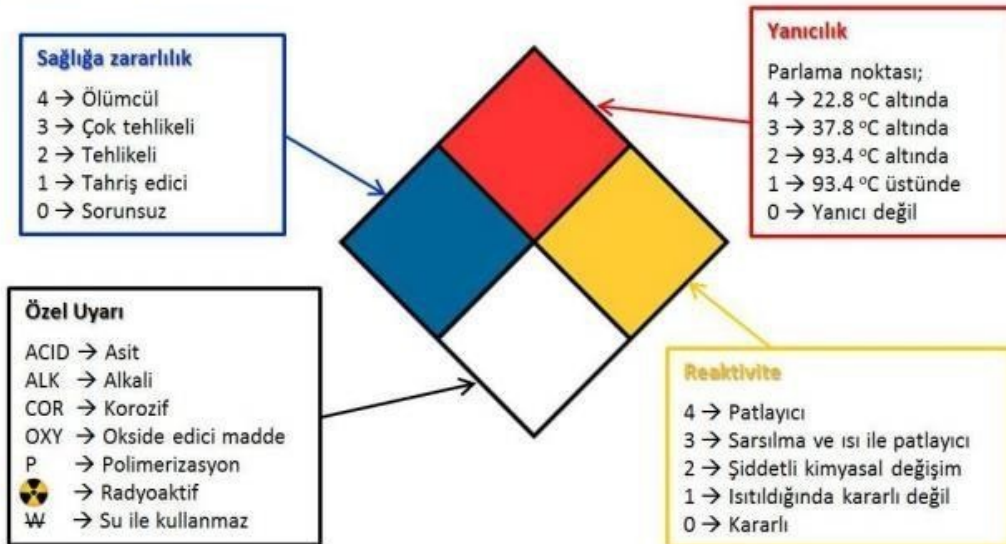 Sağlığa zararlılık
4 → Ölümcül
3 → Çok tehlikeli
2 → Tehlikeli
1 → Tahriş edici
0 → Sorunsuz
Yanıcılık
Parlama noktası;
4 → 22.8 °C altında
3 → 37.8 °C altında
2 → 93.4 °C altında
1 → 93.4 °C üstünde
0 → Yanıcı değil
Özel Uyarı
ACID → Asit
ALK → Alkali
COR → Korozif
OXY → Okside edici madde
P → Polimerizasyon
☢ → Radyoaktif
W̶ → Su ile kullanmaz
Reaktivite
4 → Patlayıcı
3 → Sarsılma ve ısı ile patlayıcı
2 → Şiddetli kimyasal değişim
1 → Isıtıldığında kararlı değil
0 → Kararlı